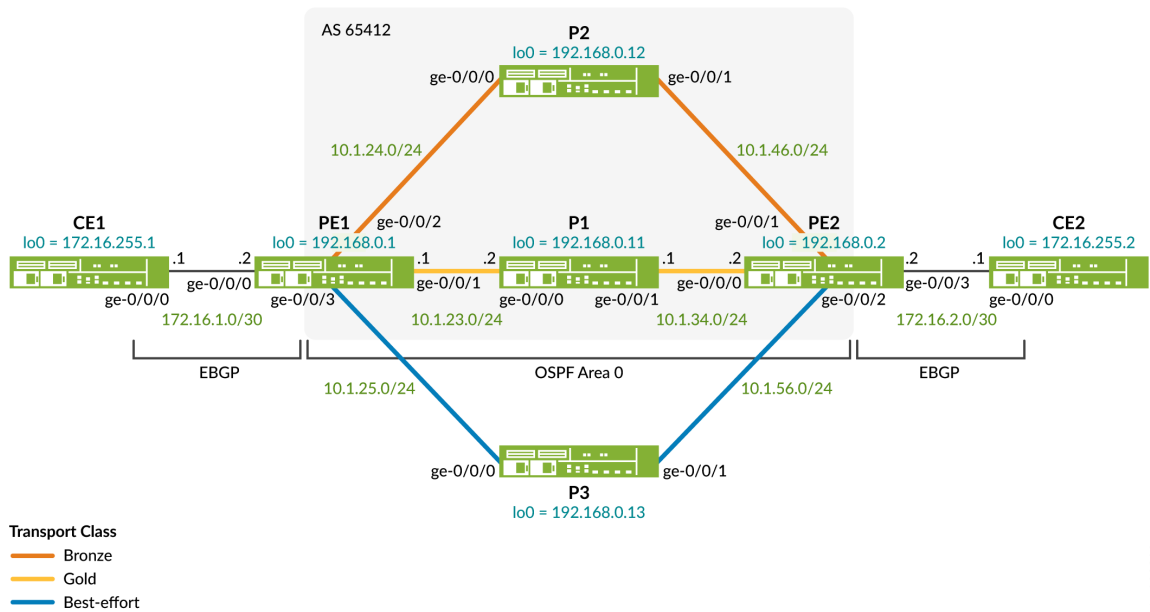 AS 65412
P2
lo0 = 192.168.0.12
ge-0/0/0
ge-0/0/1
10.1.24.0/24
10.1.46.0/24
CE1
lo0 = 172.16.255.1
PE1
lo0 = 192.168.0.1
ge-0/0/2
P1
lo0 = 192.168.0.11
ge-0/0/1
PE2
lo0 = 192.168.0.2
CE2
lo0 = 172.16.255.2
.1
.2
.1
.2
.1
.2
.2
.1
ge-0/0/0
ge-0/0/0
ge-0/0/3
ge-0/0/1
ge-0/0/0
ge-0/0/1
ge-0/0/0
ge-0/0/2
ge-0/0/3
ge-0/0/0
172.16.1.0/30
10.1.23.0/24
10.1.34.0/24
172.16.2.0/30
EBGP
OSPF Area 0
EBGP
10.1.25.0/24
10.1.56.0/24
ge-0/0/0
ge-0/0/1
P3
lo0 = 192.168.0.13
Transport Class
Bronze
Gold
Best-effort